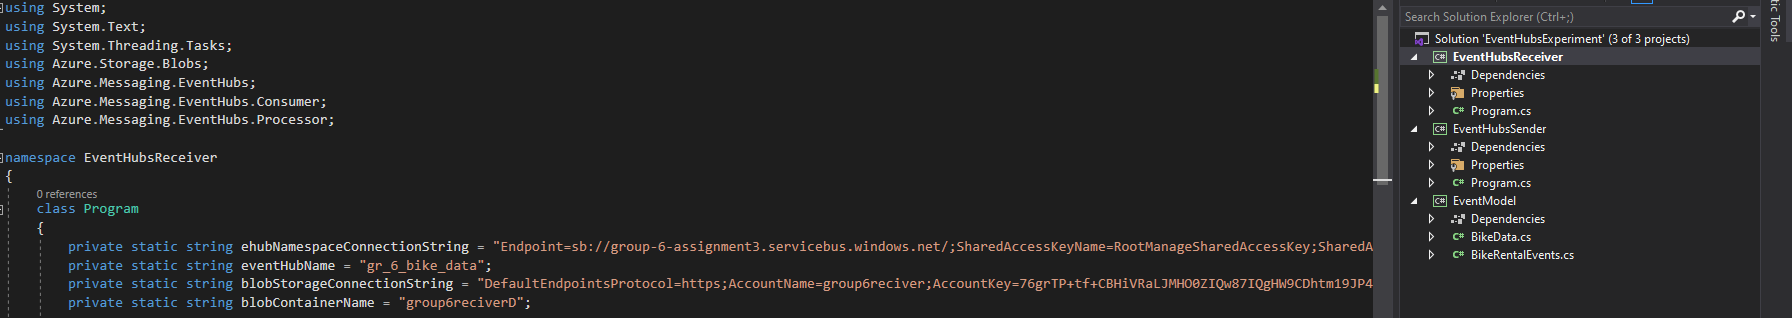 using System;
using System.Text;
using System.Threading.Tasks;
using Azure.Storage.Blobs;
using Azure.Messaging.EventHubs;
using Azure.Messaging.EventHubs.Consumer;
using Azure.Messaging.EventHubs.Processor;
namespace EventHubsReceiver
{
0 references
class Program
{
private static string ehubNamespaceConnectionString = "Endpoint=sb://group-6-assignment3.servicebus.windows.net/;SharedAccessKeyName=RootManageSharedAccessKey;SharedA
private static string eventHubName = "gr_6_bike_data";
private static string blobStorageConnectionString = "DefaultEndpointsProtocol=https;AccountName=group6reciver;AccountKey=76grTP+tf+CBHiVRaLJMHO0ZIQw87IQgHW9CDhtm19JP4
private static string blobContainerName = "group6reciverD";
Search Solution Explorer (Ctrl+;)
Solution 'EventHubsExperiment' (3 of 3 projects)
C# EventHubsReceiver
Dependencies
Properties
C# Program.cs
C# EventHubsSender
Dependencies
Properties
C# Program.cs
C# EventModel
Dependencies
C# BikeData.cs
C# BikeRentalEvents.cs
tic Tools